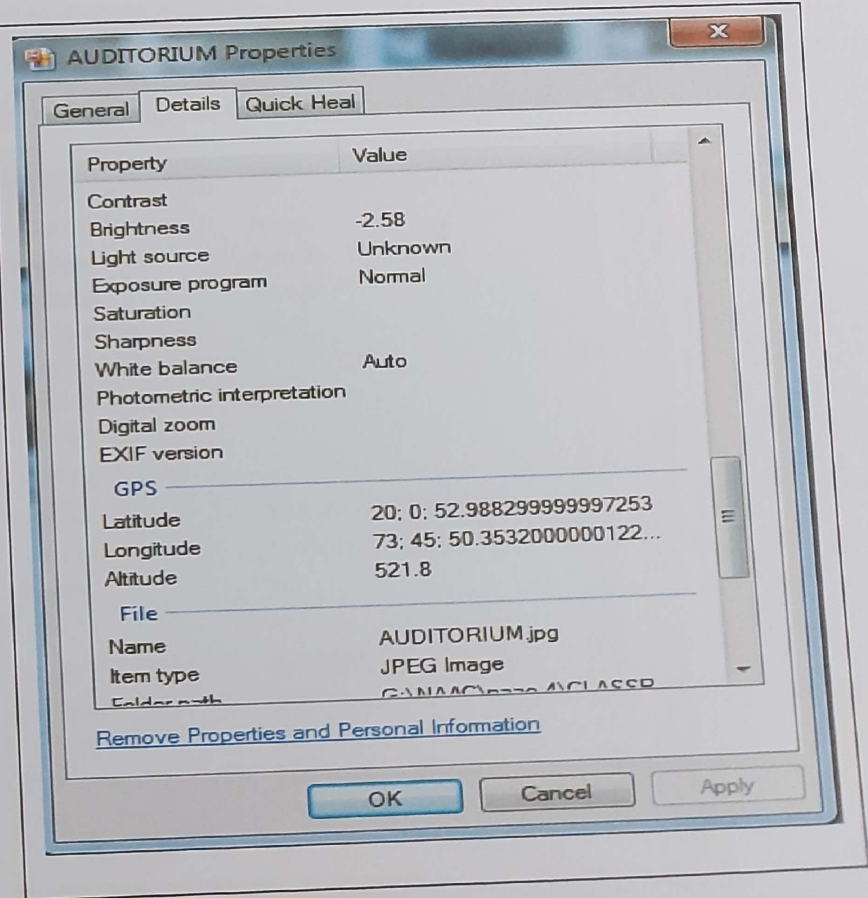 AUDITORIUM Properties
General Details Quick Heal
Property Value
Contrast
Brightness -2.58
Light source Unknown
Exposure program Normal
Saturation
Sharpness
White balance Auto
Photometric interpretation
Digital zoom
EXIF version
GPS
Latitude 20; 0; 52.988299999997253
Longitude 73; 45; 50.3532000000122...
Altitude 521.8
File
Name AUDITORIUM.jpg
Item type JPEG Image
Folder path
Remove Properties and Personal Information
OK Cancel Apply